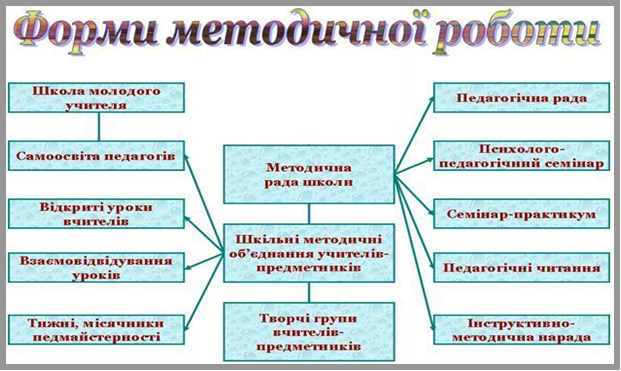 Форми методичної роботи
Школа молодого
учителя
Самоосвіта педагогів
Відкриті уроки
вчителів
Взаємовідвідування
уроків
Тижні, місячники
педмайстерності
Методична
рада школи
Шкільні методичні
об’єднання учителів-
предметників
Творчі групи
вчителів-
предметників
Педагогічна рада
Психолого-
педагогічний семінар
Семінар-практикум
Педагогічні читання
Інструктивно-
методична нарада